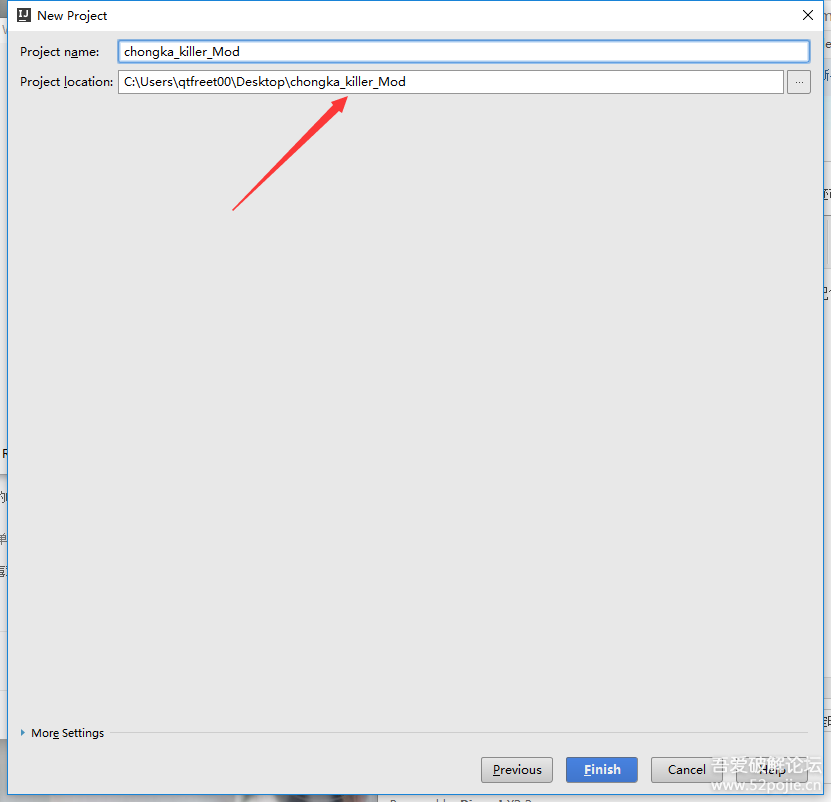 New Project
Project name: chongka_killer_Mod
Project location: C:\Users\qtfreet00\Desktop\chongka_killer_Mod ...
More Settings
Previous Finish Cancel Help
吾爱破解论坛
www.52pojie.cn